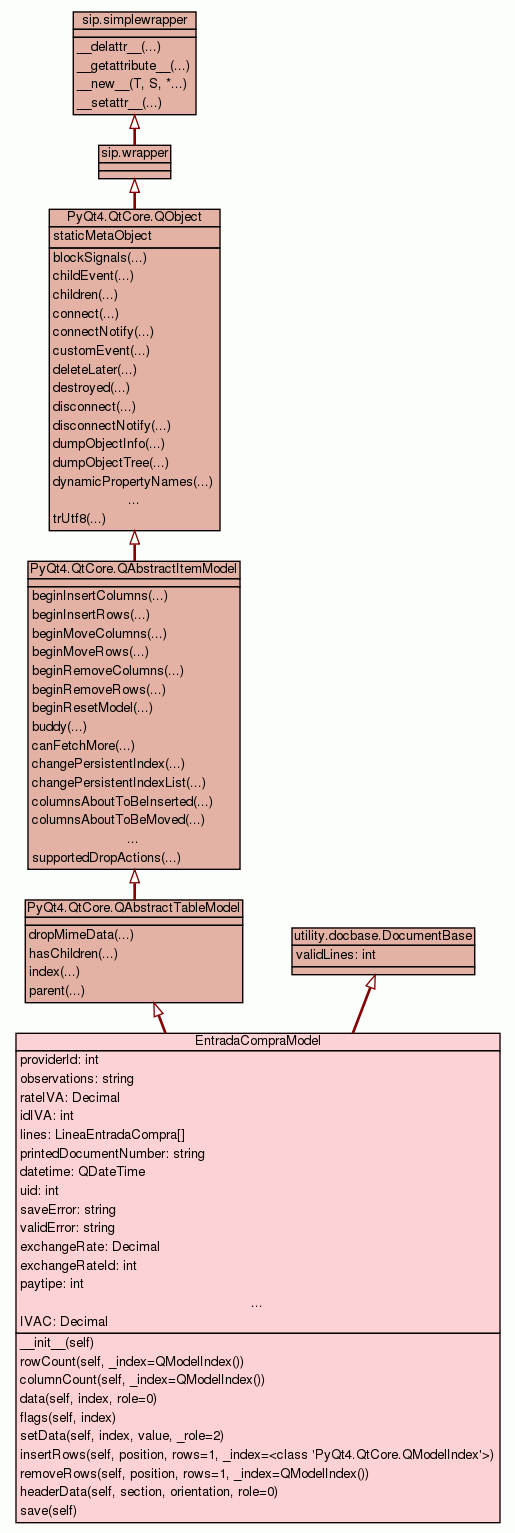 sip.simplewrapper
__delattr__(...)
__getattribute__(...)
__new__(T, S, *...)
__setattr__(...)
sip.wrapper
PyQt4.QtCore.QObject
staticMetaObject
blockSignals(...)
childEvent(...)
children(...)
connect(...)
connectNotify(...)
customEvent(...)
deleteLater(...)
destroyed(...)
disconnect(...)
disconnectNotify(...)
dumpObjectInfo(...)
dumpObjectTree(...)
dynamicPropertyNames(...)
...
trUtf8(...)
PyQt4.QtCore.QAbstractItemModel
beginInsertColumns(...)
beginInsertRows(...)
beginMoveColumns(...)
beginMoveRows(...)
beginRemoveColumns(...)
beginRemoveRows(...)
beginResetModel(...)
buddy(...)
canFetchMore(...)
changePersistentIndex(...)
changePersistentIndexList(...)
columnsAboutToBeInserted(...)
columnsAboutToBeMoved(...)
...
supportedDropActions(...)
PyQt4.QtCore.QAbstractTableModel
dropMimeData(...)
hasChildren(...)
index(...)
parent(...)
utility.docbase.DocumentBase
validLines: int
EntradaCompraModel
providerId: int
observations: string
rateIVA: Decimal
idIVA: int
lines: LineaEntradaCompra[]
printedDocumentNumber: string
datetime: QDateTime
uid: int
saveError: string
validError: string
exchangeRate: Decimal
exchangeRateId: int
paytipe: int
...
IVAC: Decimal
__init__(self)
rowCount(self, _index=QModelIndex())
columnCount(self, _index=QModelIndex())
data(self, index, role=0)
flags(self, index)
setData(self, index, value, _role=2)
insertRows(self, position, rows=1, _index=<class 'PyQt4.QtCore.QModelIndex'>)
removeRows(self, position, rows=1, _index=QModelIndex())
headerData(self, section, orientation, role=0)
save(self)